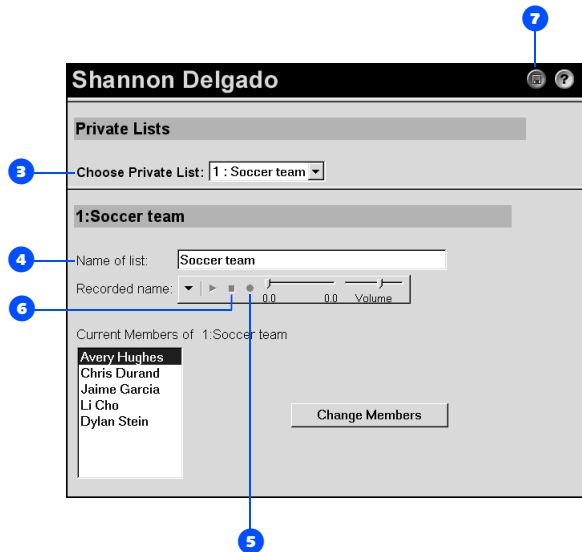 7
Shannon Delgado
?
Private Lists
3
Choose Private List: 1 : Soccer team
1:Soccer team
4
Name of list: Soccer team
Recorded name: 0.0 0.0 Volume
6
Current Members of 1:Soccer team
Avery Hughes
Chris Durand
Jaime Garcia
Li Cho
Dylan Stein
Change Members
5